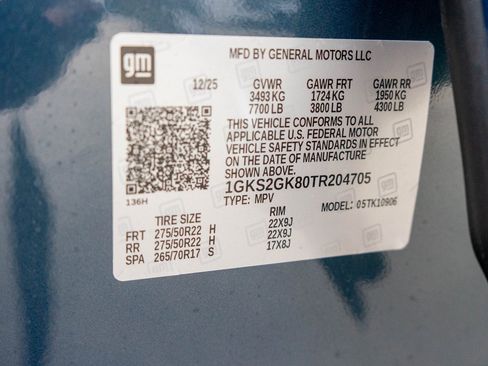 gm
MFD BY GENERAL MOTORS LLC
12/25 GVWR GAWR FRT GAWR RR
3493 KG 1724 KG 1950 KG
7700 LB 3800 LB 4300 LB
THIS VEHICLE CONFORMS TO ALL
APPLICABLE U.S. FEDERAL MOTOR
VEHICLE SAFETY STANDARDS IN EFFECT
ON THE DATE OF MANUFACTURE
SHOWN ABOVE.
1GKS2GK80TR204705
136H TYPE: MPV MODEL: 05TK10906
TIRE SIZE RIM
FRT 275/50R22 H 22X9J
RR 275/50R22 H 22X9J
SPA 265/70R17 S 17X8J